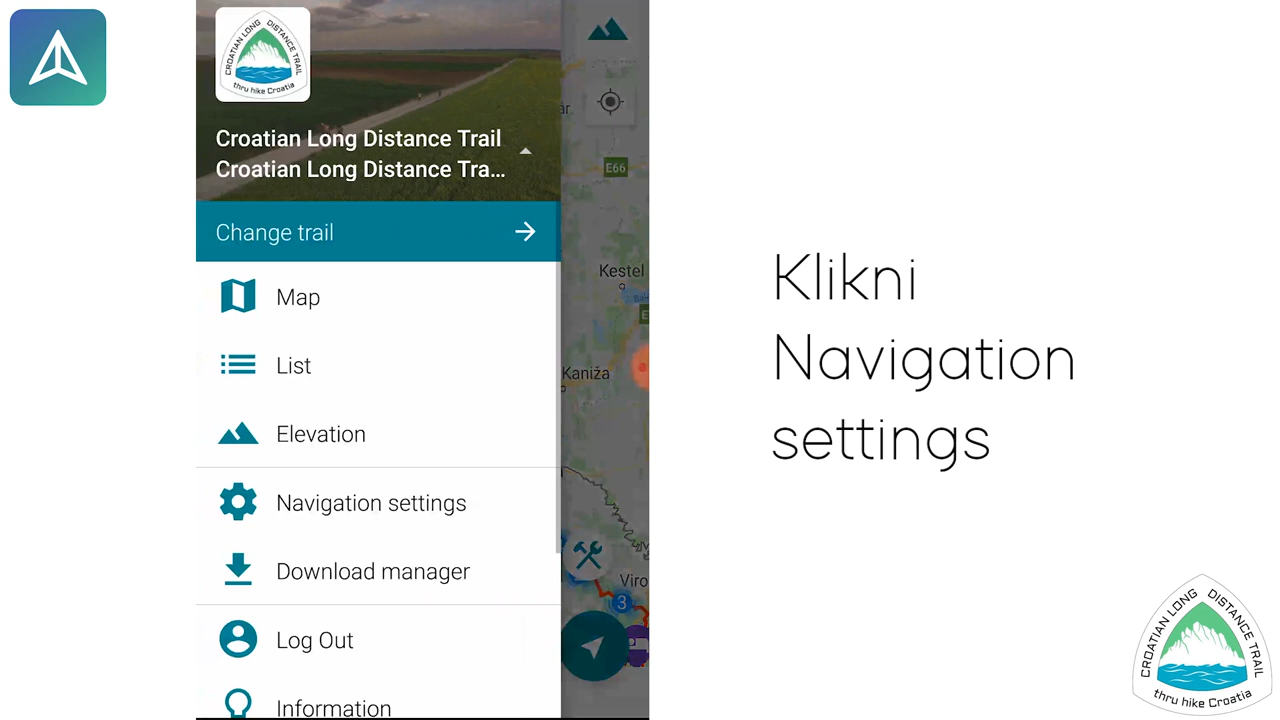 CROATIAN LONG DISTANCE TRAIL
thru hike Croatia
Croatian Long Distance Trail
Croatian Long Distance Tra...
Change trail
Map
List
Elevation
Navigation settings
Download manager
Log Out
Information
E66
Kestel
Kaniža
Viro
3
Klikni
Navigation
settings
CROATIAN LONG DISTANCE TRAIL
thru hike Croatia